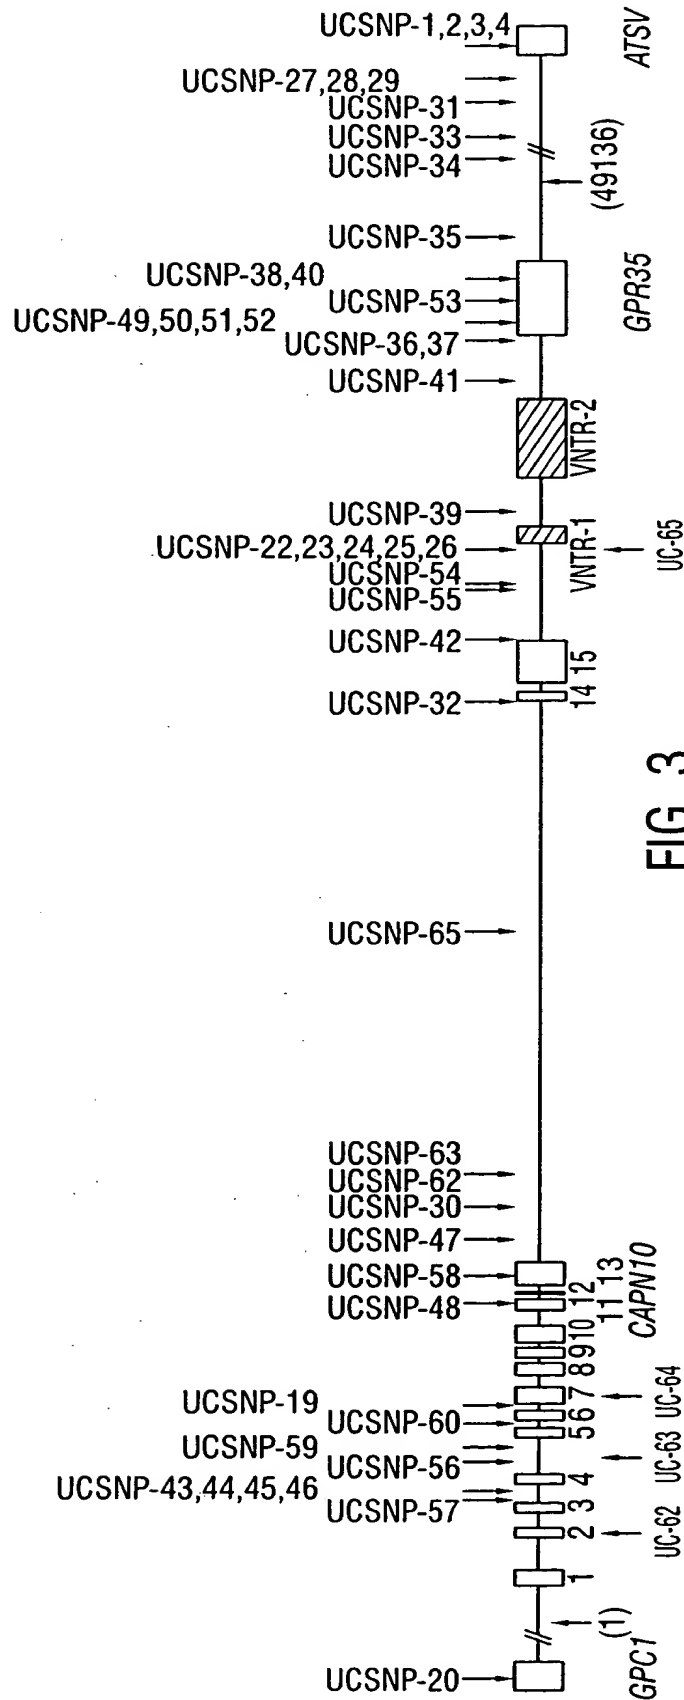 UCSNP-1,2,3,4
UCSNP-27,28,29
UCSNP-31
UCSNP-33
UCSNP-34
UCSNP-35
UCSNP-38,40
UCSNP-53
UCSNP-49,50,51,52
UCSNP-36,37
UCSNP-41
UCSNP-39
UCSNP-22,23,24,25,26
UCSNP-54
UCSNP-55
UCSNP-42
UCSNP-32
UCSNP-65
UCSNP-63
UCSNP-62
UCSNP-30
UCSNP-47
UCSNP-58
UCSNP-48
UCSNP-19
UCSNP-60
UCSNP-59
UCSNP-56
UCSNP-43,44,45,46
UCSNP-57
UCSNP-20
1
2
3
4
5
6
7
8
9
10
12
11 13
14 15
VNTR-1
VNTR-2
(1)
(49136)
UC-62
UC-63
UC-64
UC-65
GPC1
CAPN10
GPR35
ATSV
FIG. 3